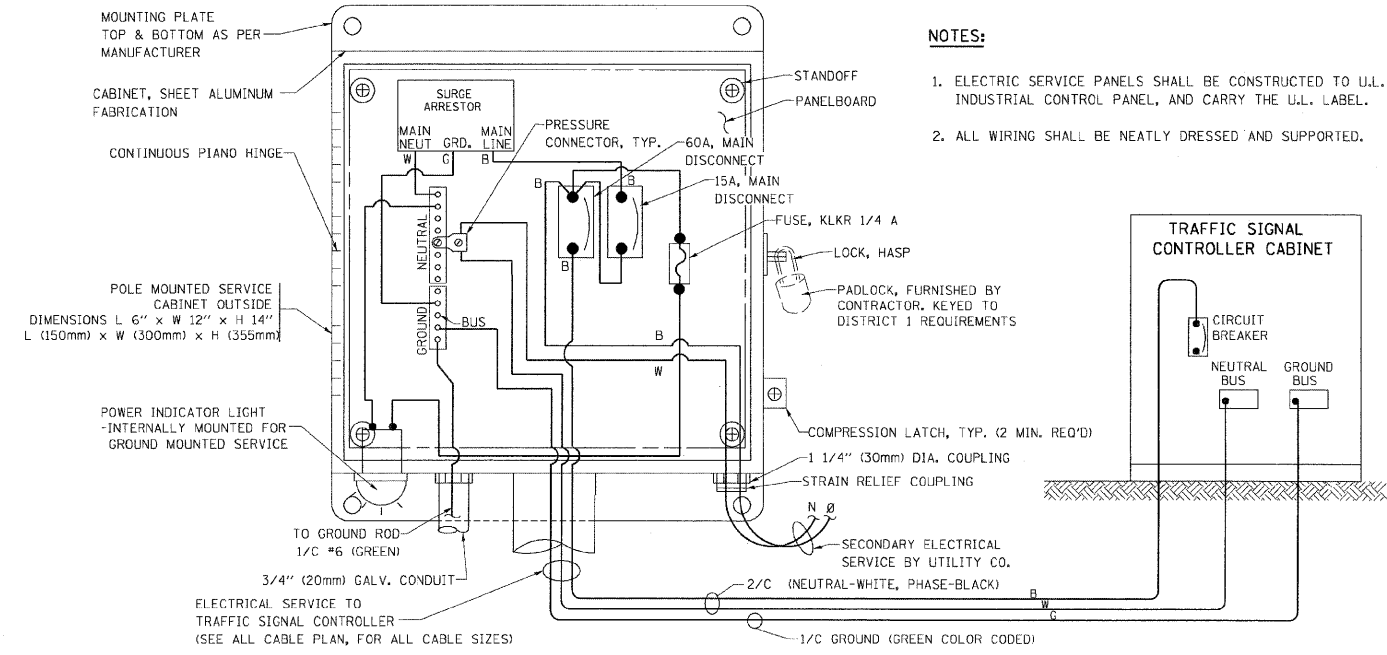 MOUNTING PLATE
TOP & BOTTOM AS PER
MANUFACTURER
CABINET, SHEET ALUMINUM
FABRICATION
CONTINUOUS PIANO HINGE
POLE MOUNTED SERVICE
CABINET OUTSIDE
DIMENSIONS L 6" x W 12" x H 14"
L (150mm) x W (300mm) x H (355mm)
POWER INDICATOR LIGHT
-INTERNALLY MOUNTED FOR
GROUND MOUNTED SERVICE
SURGE
ARRESTOR
MAIN
NEUT
GRD.
MAIN
LINE
W
G
B
NEUTRAL
GROUND
BUS
PRESSURE
CONNECTOR, TYP.
STANDOFF
PANELBOARD
60A, MAIN
DISCONNECT
15A, MAIN
DISCONNECT
B
B
B
FUSE, KLKR 1/4 A
LOCK, HASP
PADLOCK, FURNISHED BY
CONTRACTOR. KEYED TO
DISTRICT 1 REQUIREMENTS
B
W
COMPRESSION LATCH, TYP. (2 MIN. REQ'D)
1 1/4" (30mm) DIA. COUPLING
STRAIN RELIEF COUPLING
N Ø
SECONDARY ELECTRICAL
SERVICE BY UTILITY CO.
TO GROUND ROD
1/C #6 (GREEN)
3/4" (20mm) GALV. CONDUIT
ELECTRICAL SERVICE TO
TRAFFIC SIGNAL CONTROLLER
(SEE ALL CABLE PLAN, FOR ALL CABLE SIZES)
2/C (NEUTRAL-WHITE, PHASE-BLACK)
B
W
G
1/C GROUND (GREEN COLOR CODED)
NOTES:
1. ELECTRIC SERVICE PANELS SHALL BE CONSTRUCTED TO U.L.
INDUSTRIAL CONTROL PANEL, AND CARRY THE U.L. LABEL.
2. ALL WIRING SHALL BE NEATLY DRESSED AND SUPPORTED.
TRAFFIC SIGNAL
CONTROLLER CABINET
CIRCUIT
BREAKER
NEUTRAL
BUS
GROUND
BUS